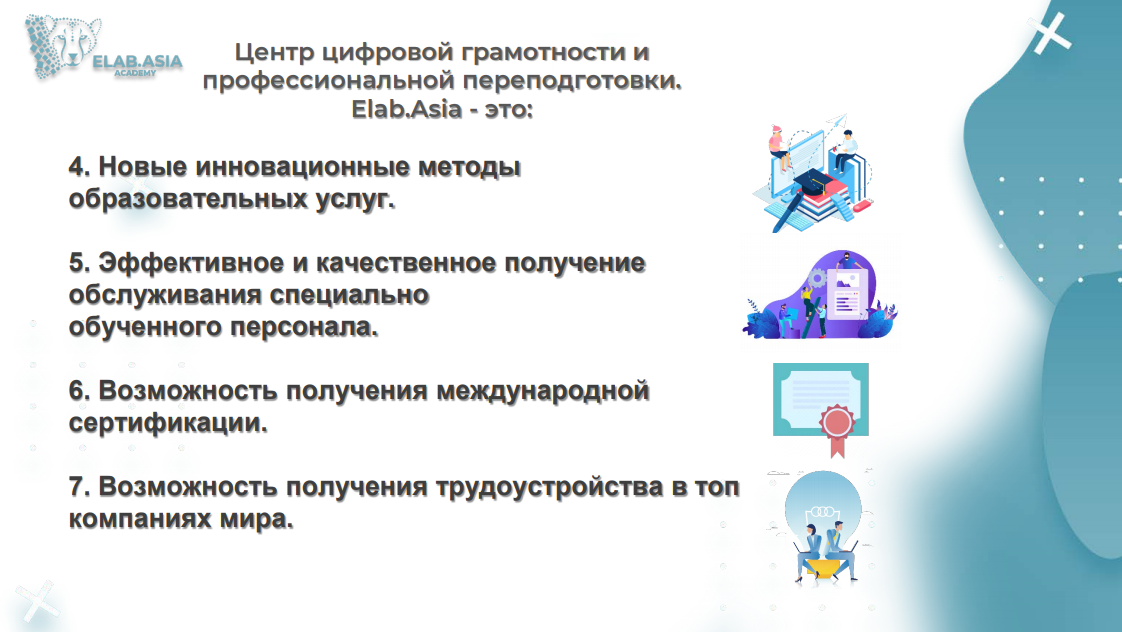 ELAB.ASIA
ACADEMY
Центр цифровой грамотности и
профессиональной переподготовки.
Elab.Asia - это:
4. Новые инновационные методы
образовательных услуг.
5. Эффективное и качественное получение
обслуживания специально
обученного персонала.
6. Возможность получения международной
сертификации.
7. Возможность получения трудоустройства в топ
компаниях мира.